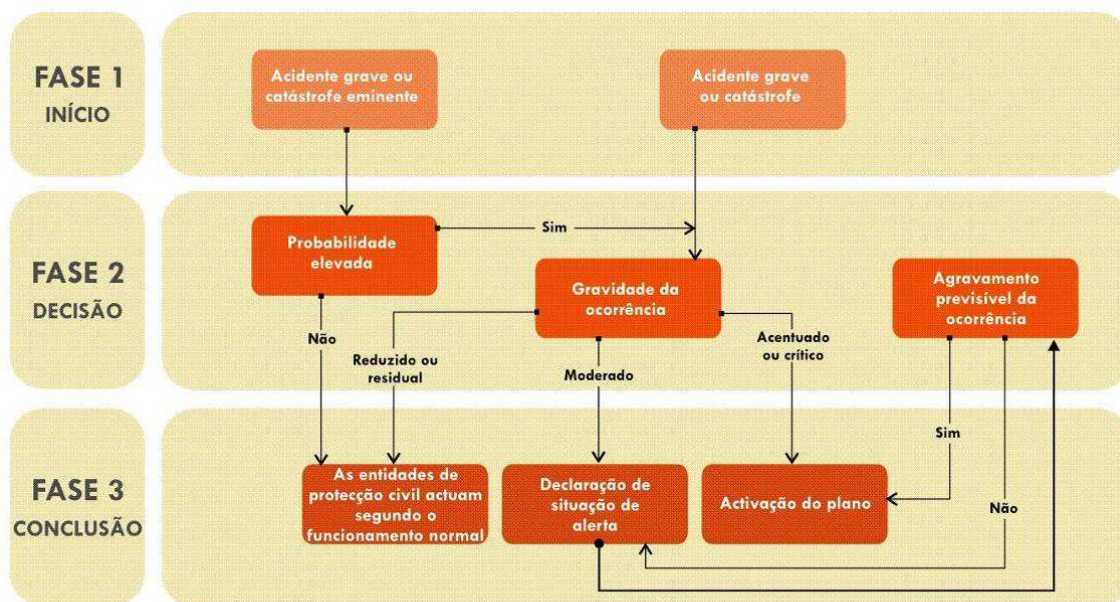 FASE 1
INÍCIO
Acidente grave ou
catástrofe eminente
Acidente grave
ou catástrofe
FASE 2
DECISÃO
Probabilidade
elevada
Sim
Gravidade da
ocorrência
Agravamento
previsível da
ocorrência
Não
Reduzido ou
residual
Moderado
Acentuado
ou crítico
FASE 3
CONCLUSÃO
As entidades de
protecção civil actuam
segundo o
funcionamento normal
Declaração de
situação de
alerta
Activação do plano
Sim
Não